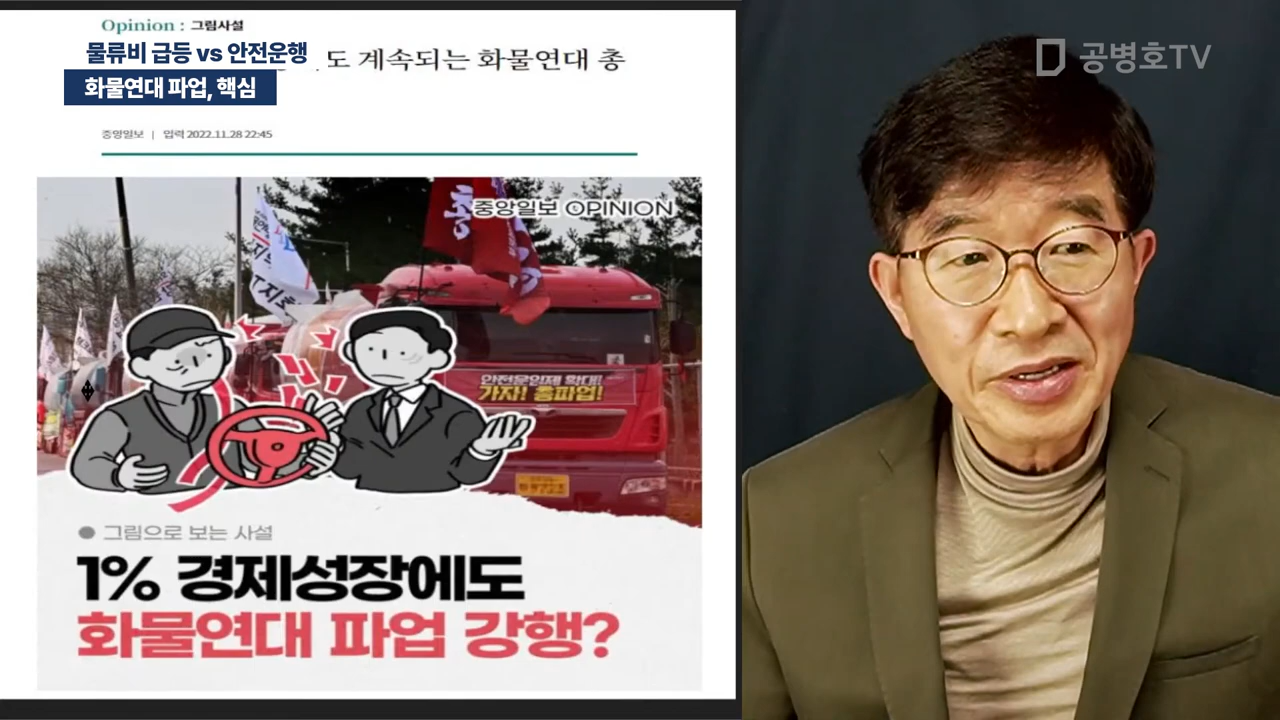 Opinion : 그림사설
물류비 급등 vs 안전운행
도 계속되는 화물연대 총
화물연대 파업, 핵심
중앙일보 | 입력 2022.11.28 22:45
공병호TV
중앙일보 OPINION
안전운임제 확대!
가자! 총파업!
● 그림으로 보는 사설
1% 경제성장에도
화물연대 파업 강행?